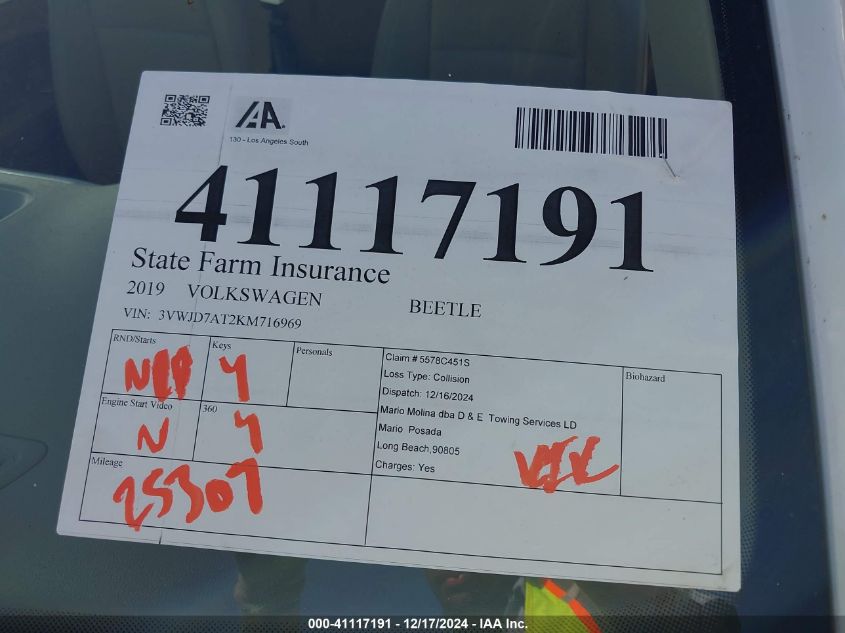 IAA.
130 - Los Angeles South
41117191
State Farm Insurance
2019 VOLKSWAGEN BEETLE
VIN: 3VWJD7AT2KM716969
RND/Starts
N
Keys
Y
Personals
Engine Start Video
N
360
Y
Mileage
25307
Claim # 5578C451S
Loss Type: Collision
Dispatch: 12/16/2024
Mario Molina dba D & E Towing Services LD
Mario Posada
Long Beach,90805
Charges: Yes
Biohazard
000-41117191 - 12/17/2024 - IAA Inc.